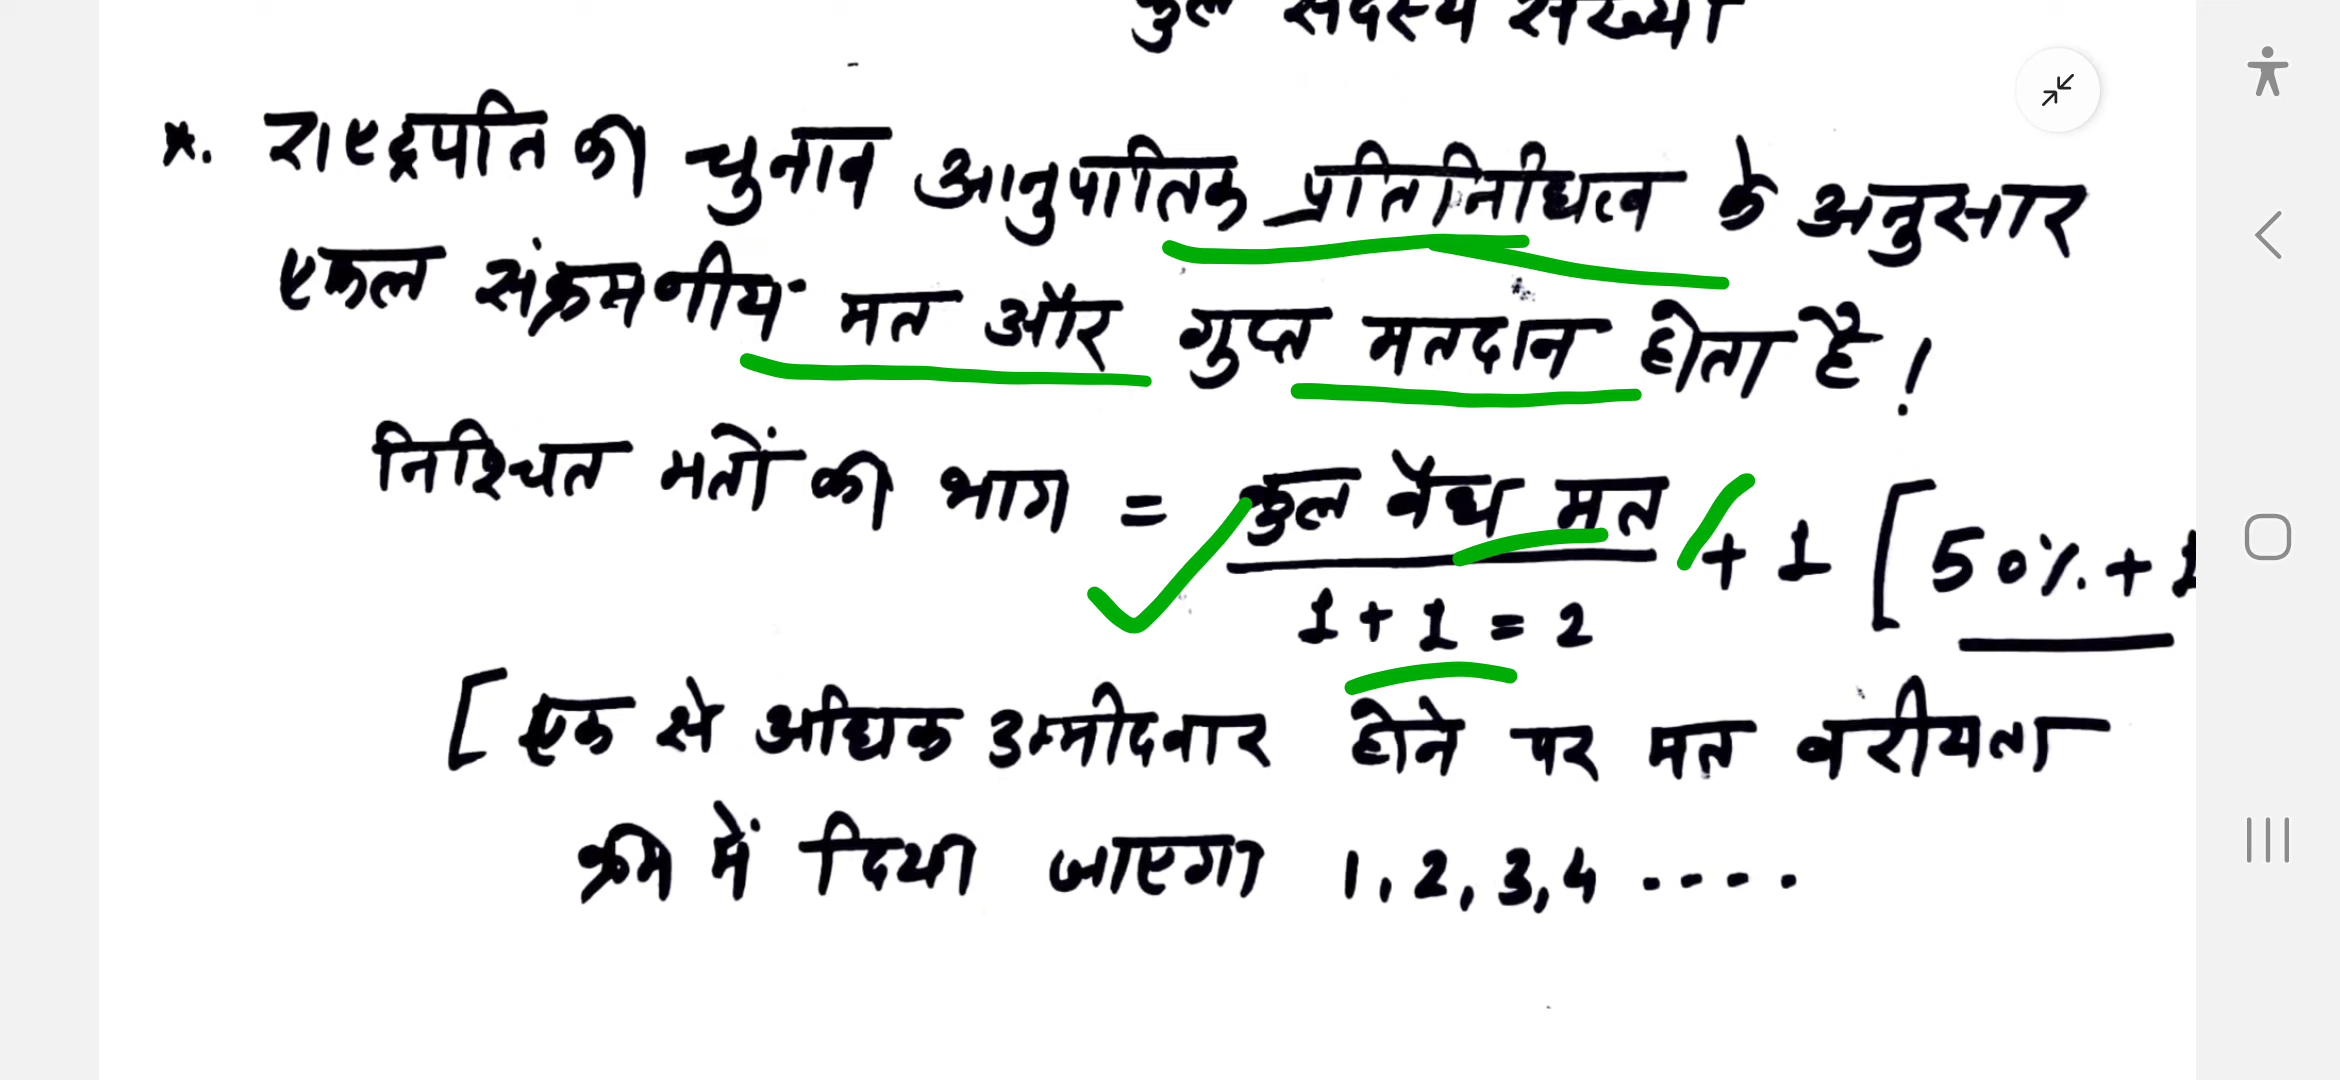 कुल सदस्य संख्या
*. राष्ट्रपति का चुनाव आनुपातिक प्रतिनिधित्व के अनुसार
एकल संक्रमणीय मत और गुप्त मतदान होता है!
निश्चित मतों की भाग = कुल वैध मत + 1 [ 50% + 1
1 + 1 = 2
[ एक से अधिक उम्मीदवार होने पर मत वरीयता
क्रम में दिया जाएगा 1, 2, 3, 4 ....